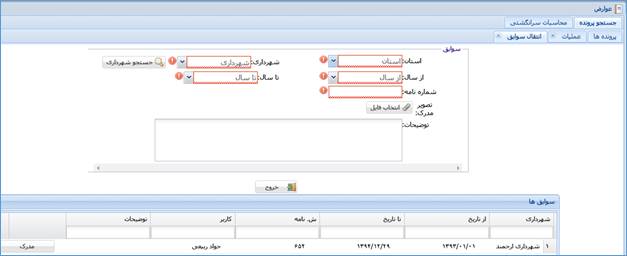 عوارض
جستجو پرونده محاسبات سرانگشتی
پرونده ها عملیات انتقال سوابق
سوابق
استان: استان شهرداری: شهرداری جستجو شهرداری
از سال: از سال تا سال: تا سال
شماره نامه:
تصویر مدرک: انتخاب فایل
توضیحات:
خروج
سوابق ها
شهرداری از تاریخ تا تاریخ ش. نامه کاربر توضیحات
۱ شهرداری ارجمند ۱۳۹۳/۰۱/۰۱ ۱۳۹۴/۱۲/۲۹ ۶۵۴ جواد ربیعی مدرک